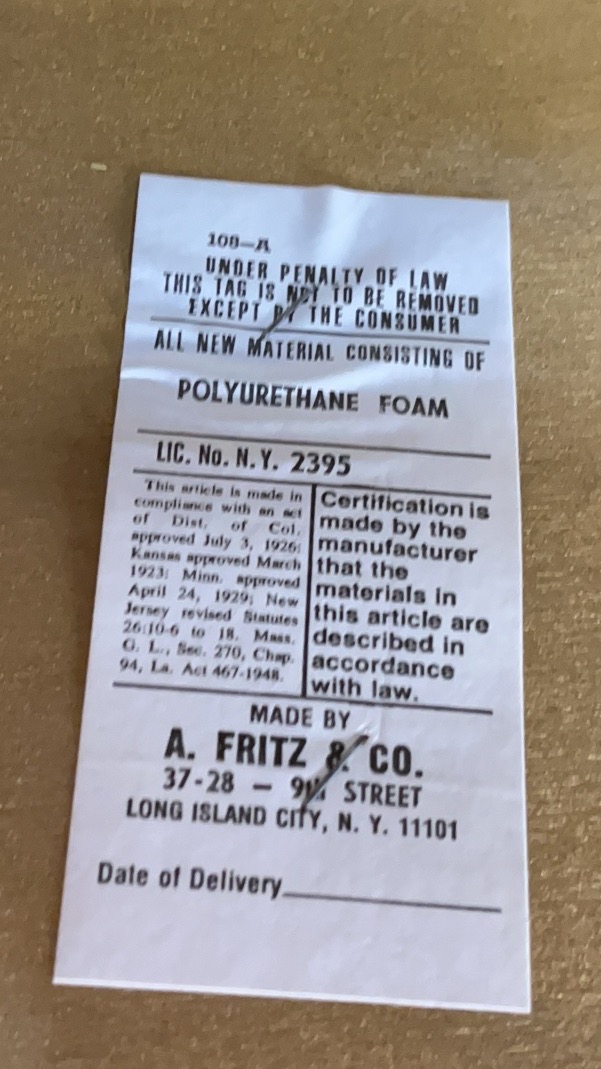 100-A
UNDER PENALTY OF LAW
THIS TAG IS NOT TO BE REMOVED
EXCEPT BY THE CONSUMER
ALL NEW MATERIAL CONSISTING OF
POLYURETHANE FOAM
LIC. No. N.Y. 2395
This article is made in
compliance with an act
of Dist. of Col.
approved July 3, 1926;
Kansas approved March
1923; Minn. approved
April 24, 1929; New
Jersey revised Statutes
26:10-6 to 18, Mass.
G. L., Sec. 270, Chap.
94, La. Act 467-1948.
Certification is
made by the
manufacturer
that the
materials in
this article are
described in
accordance
with law.
MADE BY
A. FRITZ & CO.
37-28 — 9th STREET
LONG ISLAND CITY, N. Y. 11101
Date of Delivery